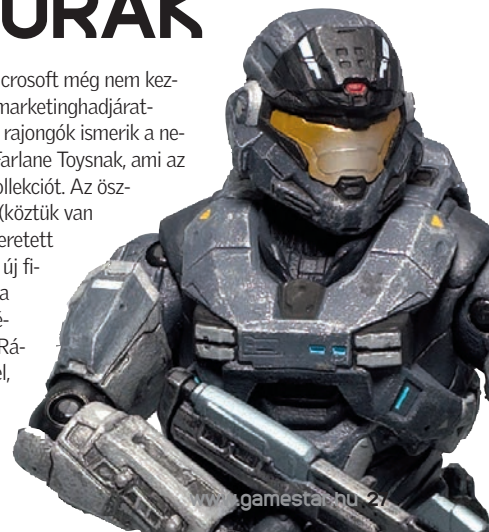 URAK
crosoft még nem kez-
marketinghadjárat-
rajongók ismerik a ne-
Farlane Toysnak, ami az
ollekciót. Az ösz-
(köztük van
eretett
új fi-
a
é-
Rá-
el,
www.gamestar.hu 27